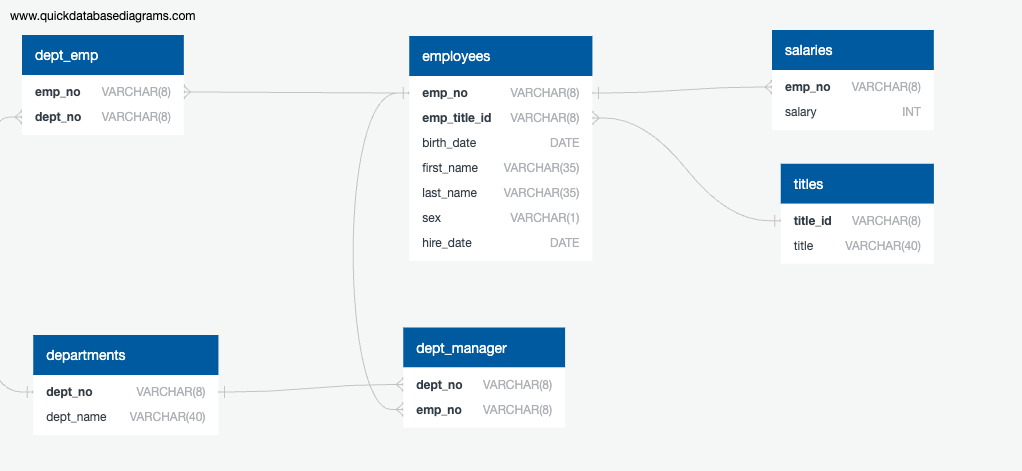 www.quickdatabasediagrams.com
dept_emp
emp_no VARCHAR(8)
dept_no VARCHAR(8)
employees
emp_no VARCHAR(8)
emp_title_id VARCHAR(8)
birth_date DATE
first_name VARCHAR(35)
last_name VARCHAR(35)
sex VARCHAR(1)
hire_date DATE
salaries
emp_no VARCHAR(8)
salary INT
titles
title_id VARCHAR(8)
title VARCHAR(40)
departments
dept_no VARCHAR(8)
dept_name VARCHAR(40)
dept_manager
dept_no VARCHAR(8)
emp_no VARCHAR(8)